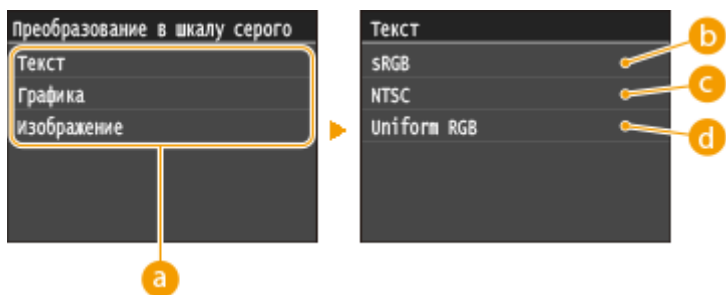 Преобразование в шкалу серого
Текст
Графика
Изображение
a
Текст
sRGB
NTSC
Uniform RGB
b
c
d